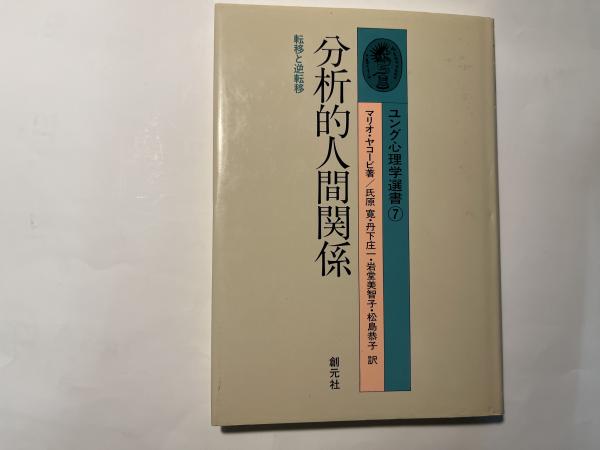 ユング心理学選書⑦
マリオ・ヤコービ著／氏原 寛・丹下庄一・岩堂美智子・松島恭子 訳
分析的人間関係
転移と逆転移
創元社